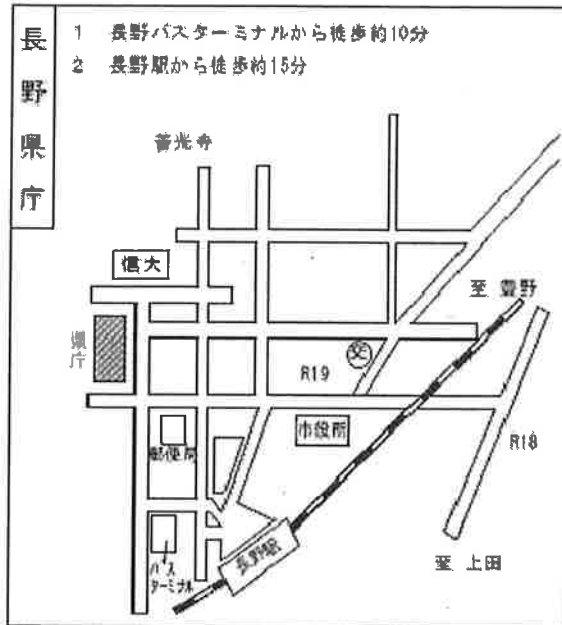 長野県庁
1 長野バスターミナルから徒歩約10分
2 長野駅から徒歩約15分
善光寺
信大
至 豊野
県庁
交
R19
市役所
郵便局
R18
長野駅
バスターミナル
至 上田